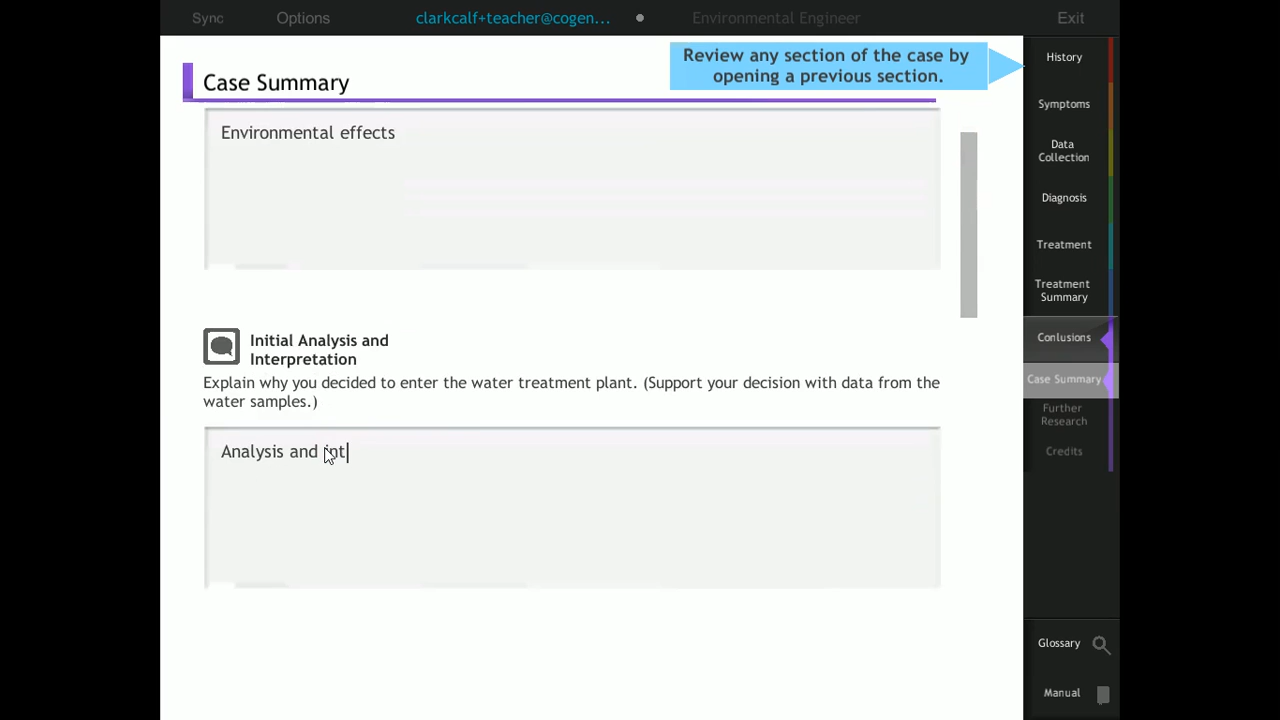 Sync
Options
clarkcalf+teacher@cogen...
Environmental Engineer
Exit
Review any section of the case by
opening a previous section.
Case Summary
Environmental effects
Initial Analysis and
Interpretation
Explain why you decided to enter the water treatment plant. (Support your decision with data from the
water samples.)
Analysis and int
History
Symptoms
Data
Collection
Diagnosis
Treatment
Treatment
Summary
Conlusions
Case Summary
Further
Research
Credits
Glossary
Manual